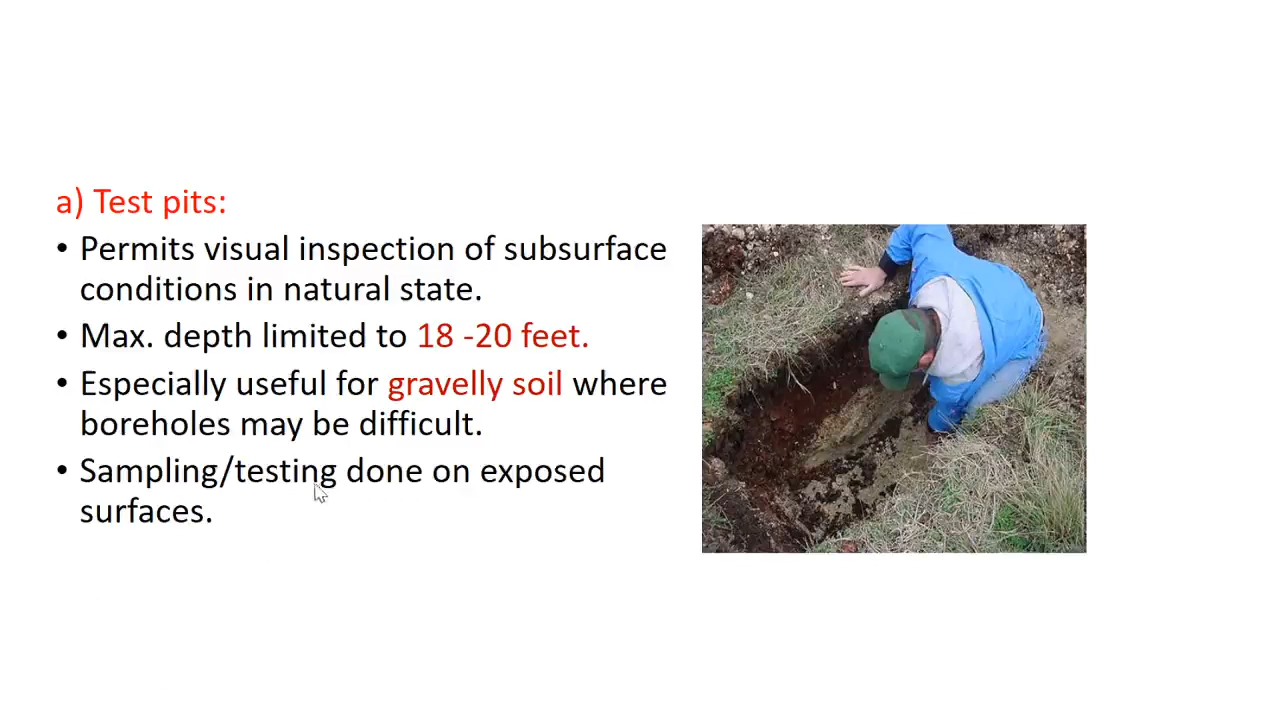 a) Test pits:
• Permits visual inspection of subsurface
conditions in natural state.
• Max. depth limited to 18 -20 feet.
• Especially useful for gravelly soil where
boreholes may be difficult.
• Sampling/testing done on exposed
surfaces.